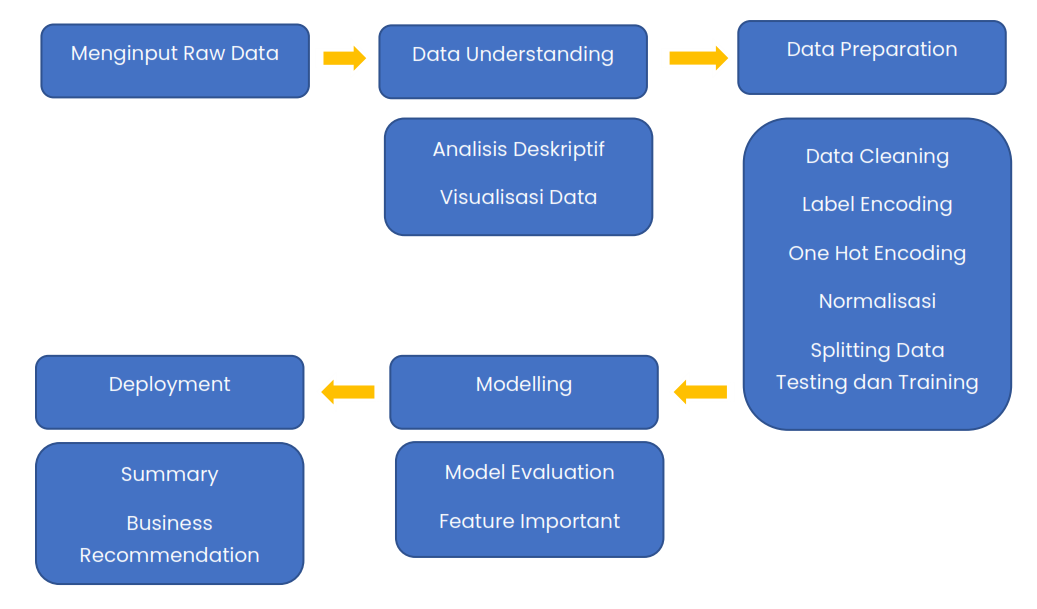 Menginput Raw Data
Data Understanding
Data Preparation
Analisis Deskriptif
Visualisasi Data
Data Cleaning
Label Encoding
One Hot Encoding
Normalisasi
Splitting Data
Testing dan Training
Modelling
Model Evaluation
Feature Important
Deployment
Summary
Business
Recommendation